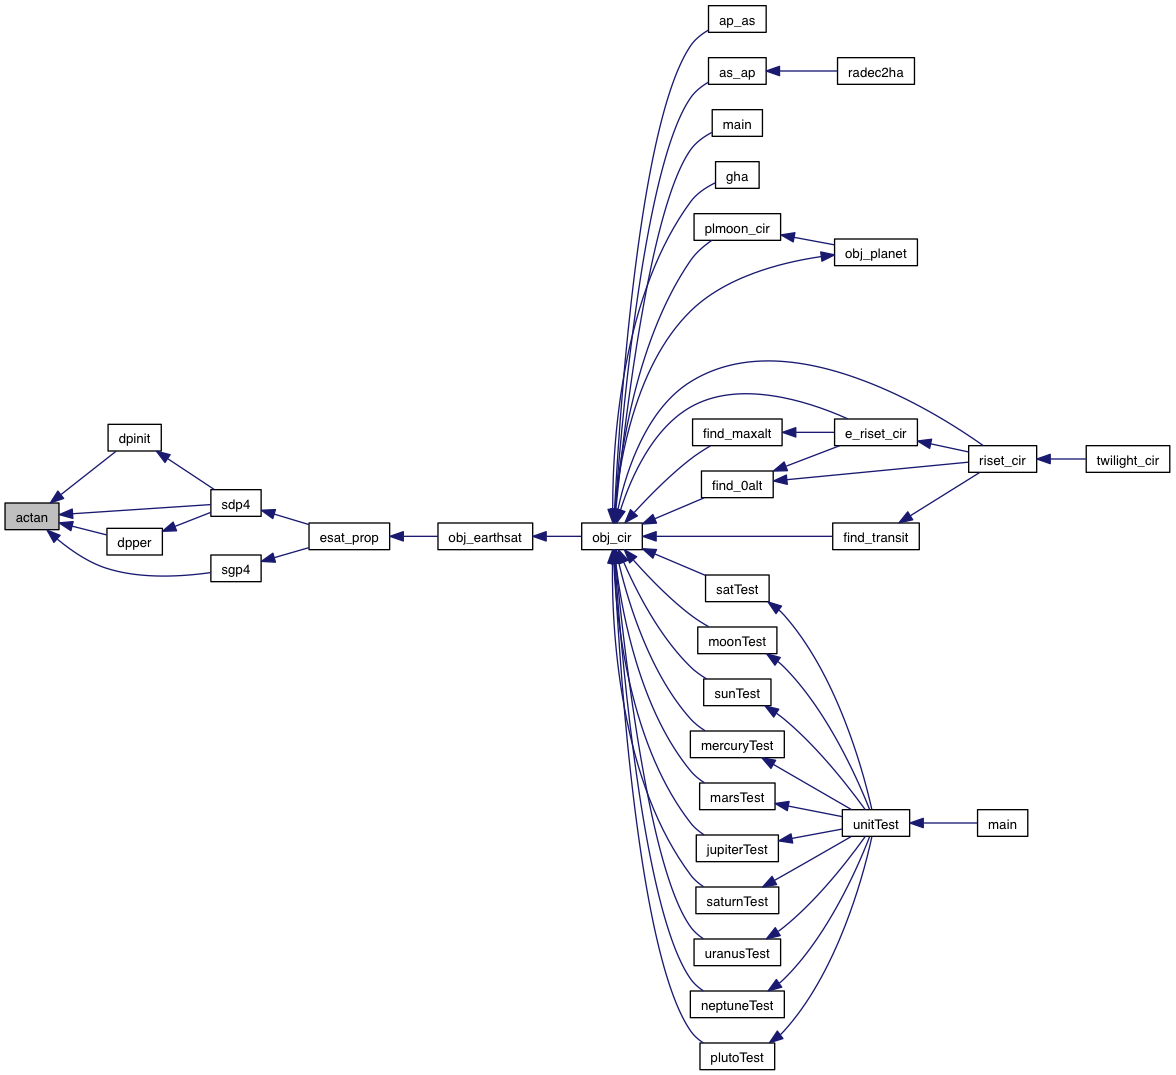 ap_as
as_ap
radec2ha
main
gha
plmoon_cir
obj_planet
find_maxalt
e_riset_cir
dpinit
riset_cir
twilight_cir
find_0alt
sdp4
actan
dpper
esat_prop
obj_earthsat
obj_cir
find_transit
sgp4
satTest
moonTest
sunTest
mercuryTest
marsTest
unitTest
main
jupiterTest
saturnTest
uranusTest
neptuneTest
plutoTest